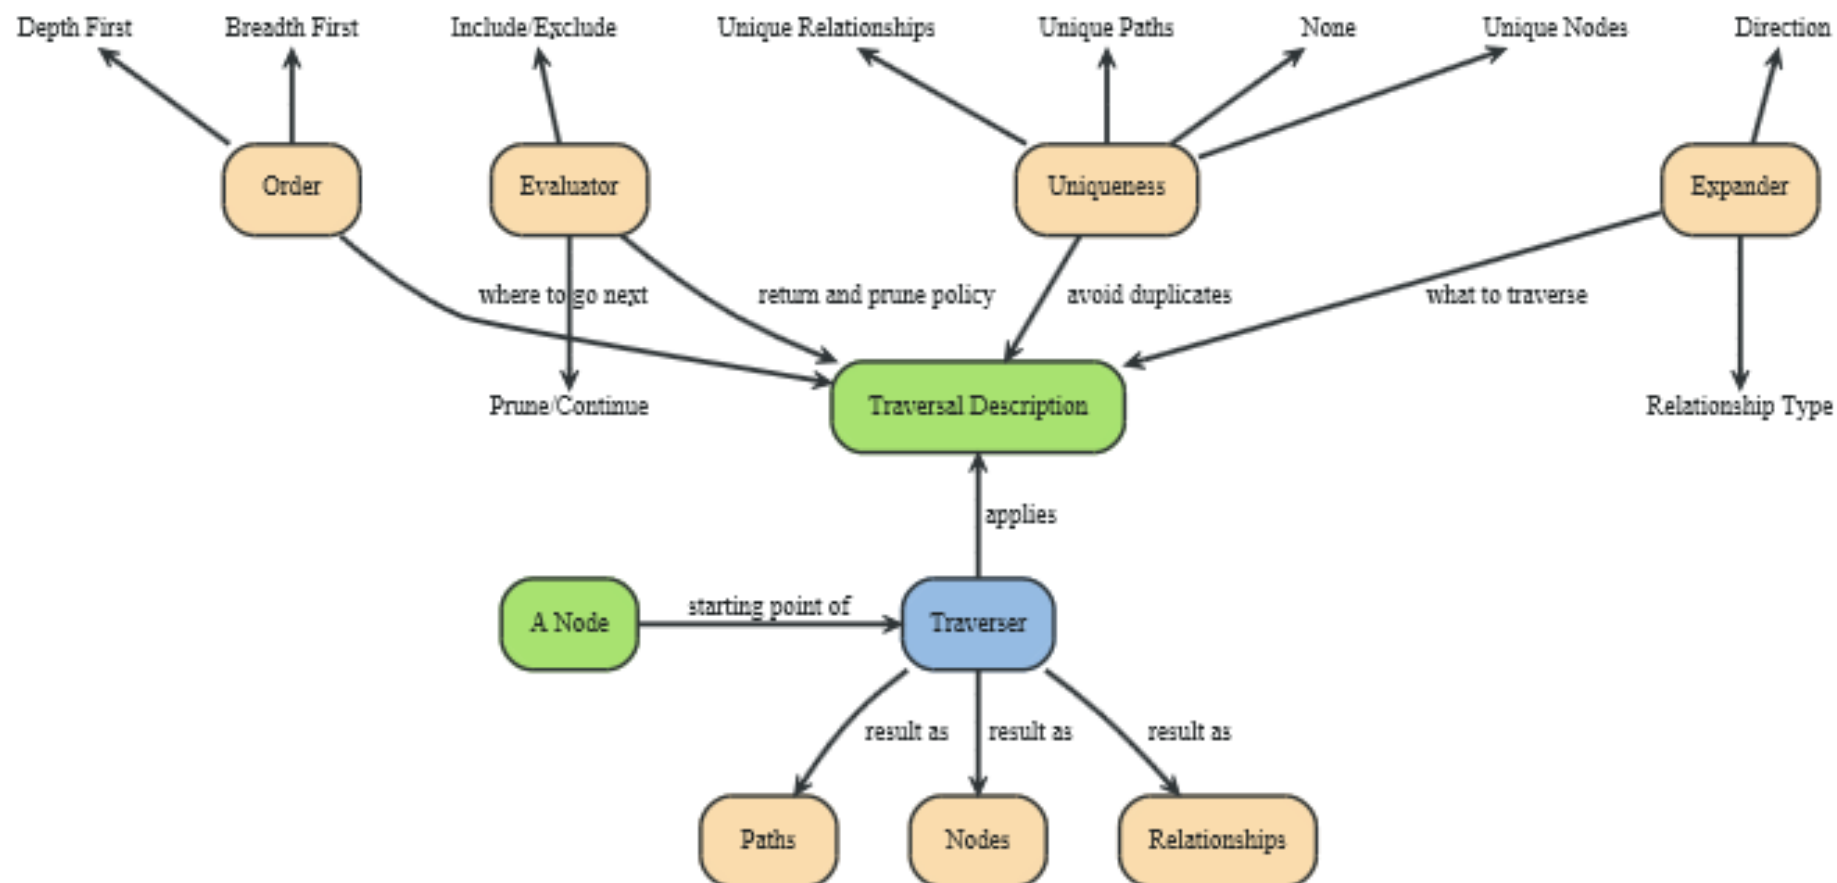 Depth First
Breadth First
Include/Exclude
Unique Relationships
Unique Paths
None
Unique Nodes
Direction
Order
Evaluator
Uniqueness
Expander
where to go next
return and prune policy
avoid duplicates
what to traverse
Prune/Continue
Traversal Description
Relationship Type
applies
starting point of
A Node
Traverser
result as
result as
result as
Paths
Nodes
Relationships